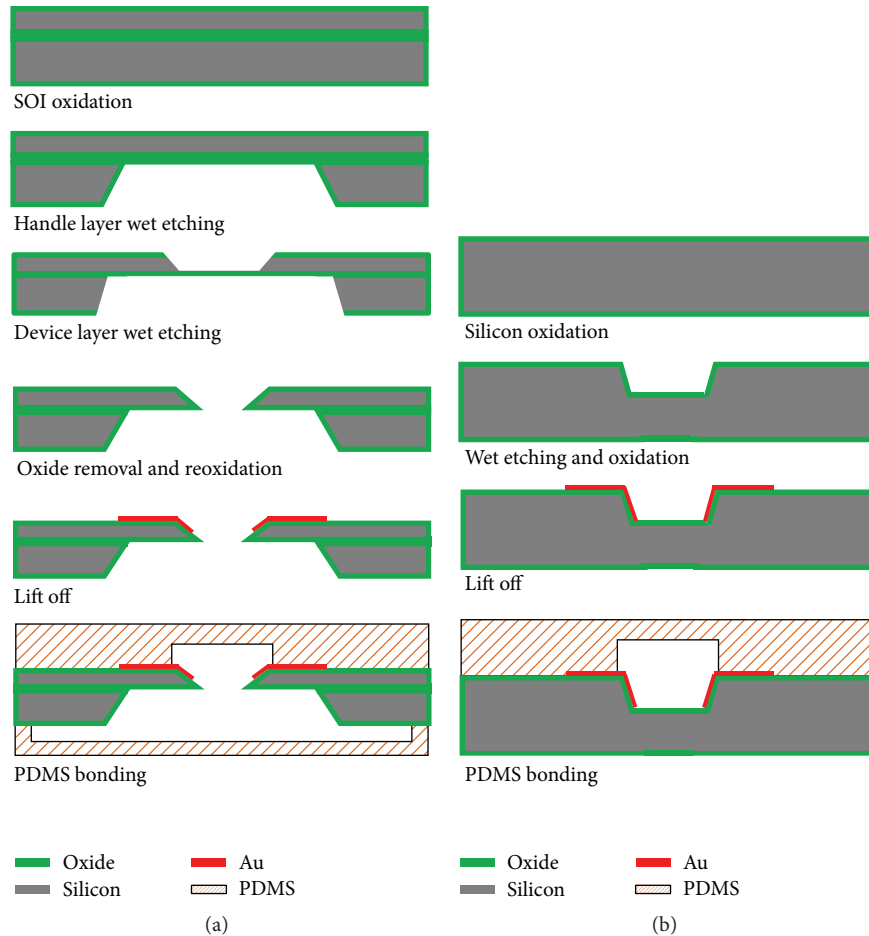 SOI oxidation
Handle layer wet etching
Device layer wet etching
Oxide removal and reoxidation
Lift off
PDMS bonding
Oxide
Au
Silicon
PDMS
(a)
Silicon oxidation
Wet etching and oxidation
Lift off
PDMS bonding
Oxide
Au
Silicon
PDMS
(b)